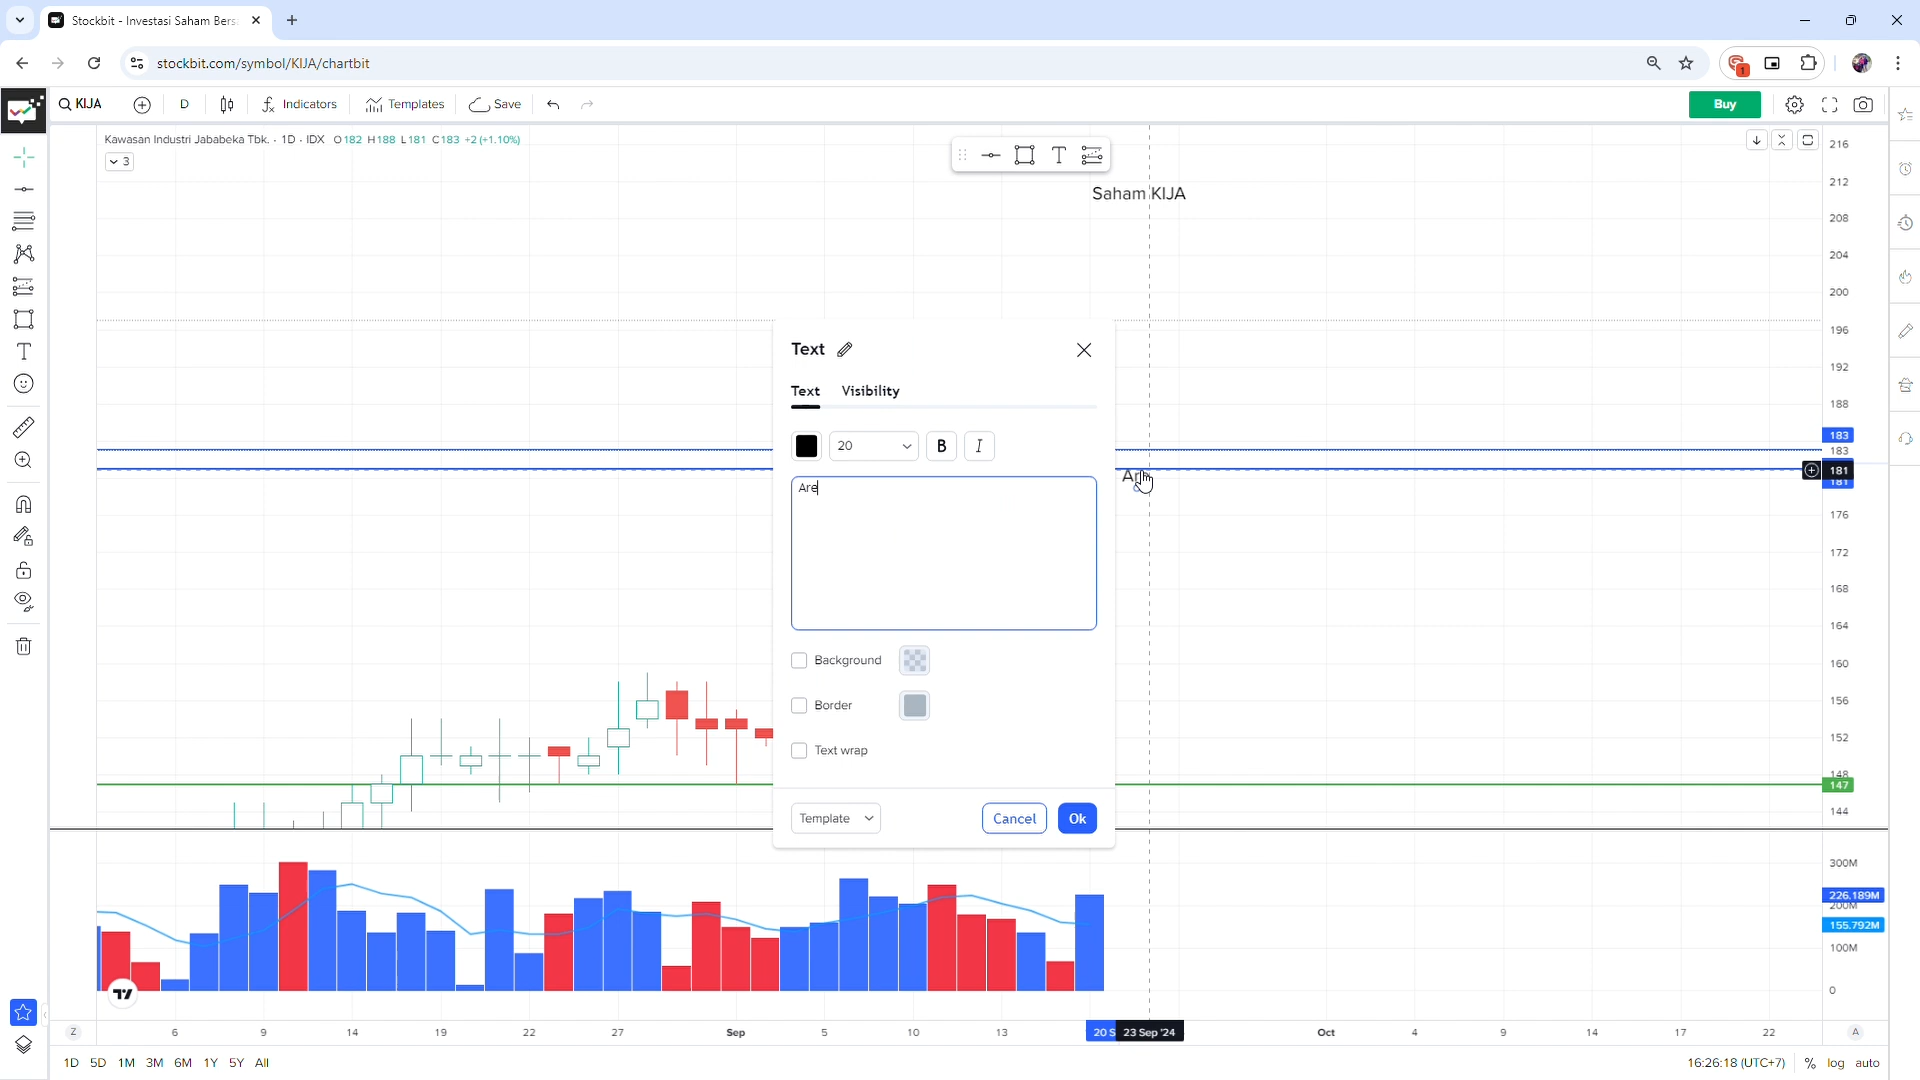 Stockbit - Investasi Saham Bers
stockbit.com/symbol/KIJA/chartbit
1
KIJA
D
Indicators
Templates
Save
Buy
Kawasan Industri Jababeka Tbk. · 1D · IDX O182 H188 L181 C183 +2 (+1.10%)
3
Saham KIJA
216
212
208
204
200
196
192
188
183
183
181
181
176
172
168
164
160
156
152
148
147
144
Text
Text Visibility
20
B
I
Are
Background
Border
Text wrap
Template
Cancel
Ok
300M
226.189M
200M
155.792M
100M
0
Z
6
9
14
19
22
27
Sep
5
10
13
20 S
23 Sep '24
Oct
4
9
14
17
22
A
1D 5D 1M 3M 6M 1Y 5Y All
16:26:18 (UTC+7)
% log auto